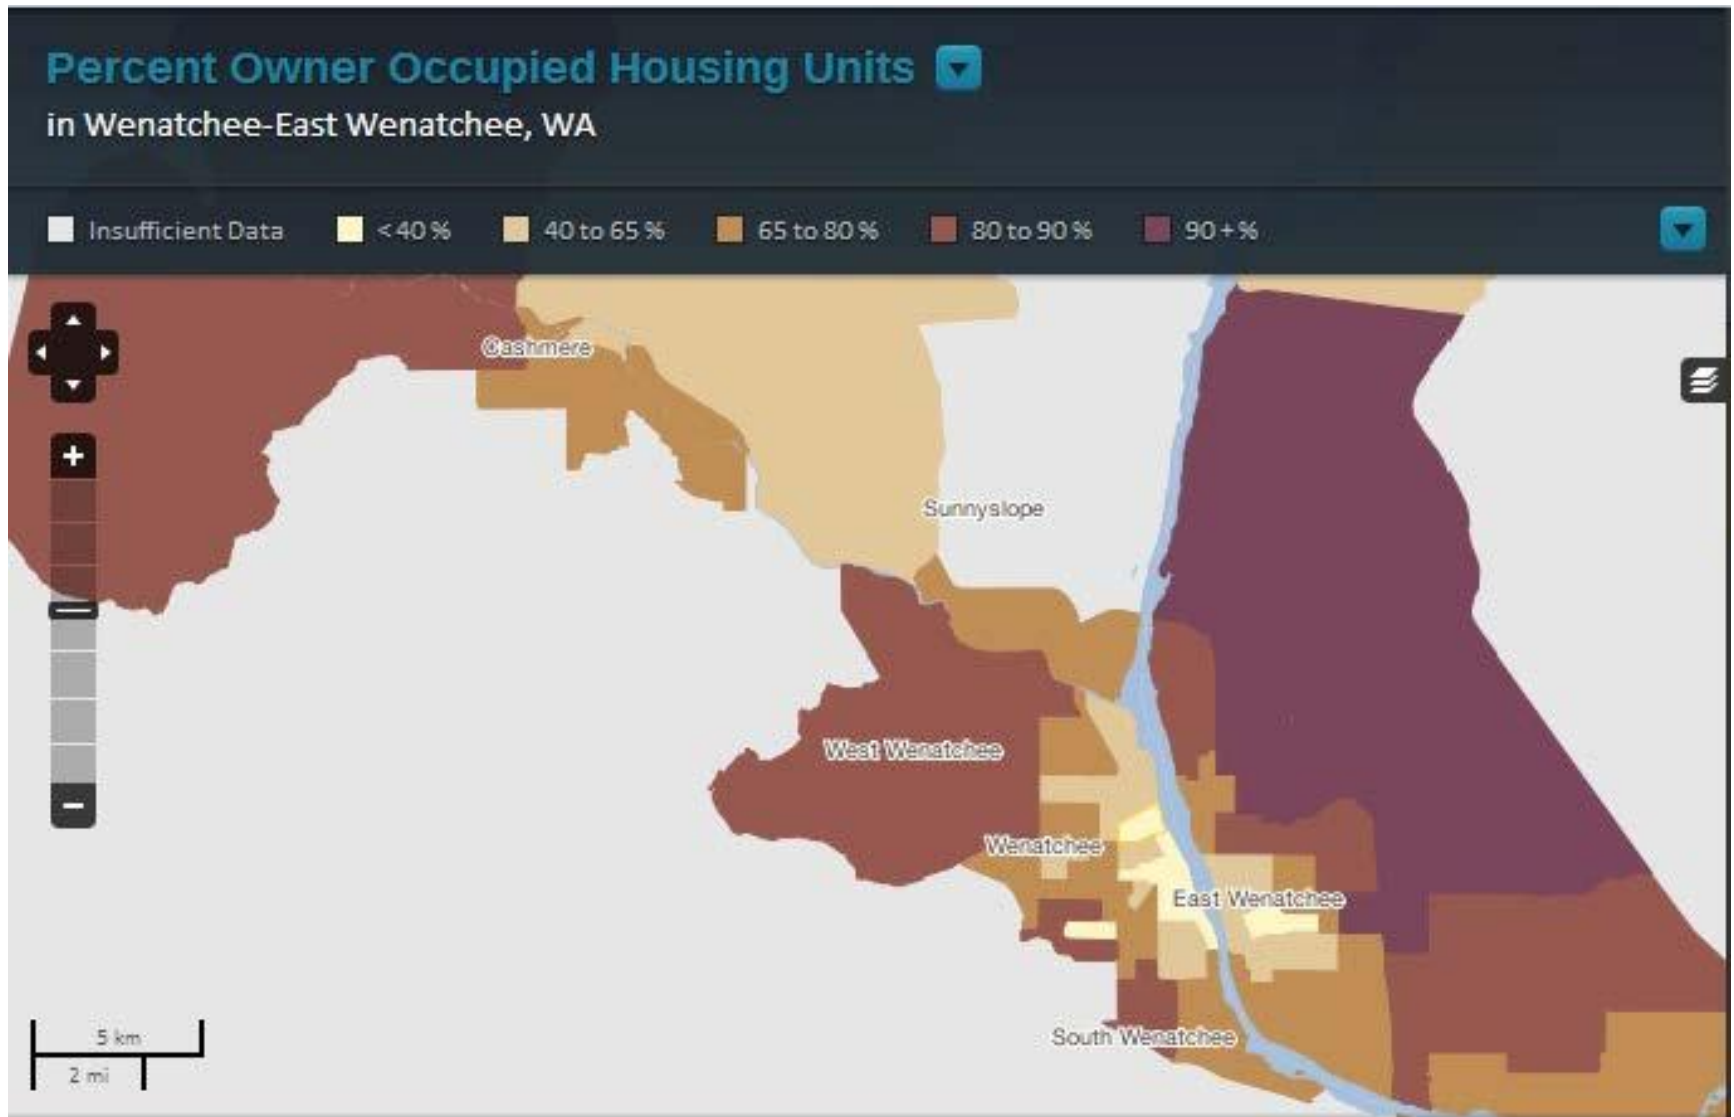 Percent Owner Occupied Housing Units
in Wenatchee-East Wenatchee, WA
Insufficient Data <40% 40 to 65% 65 to 80% 80 to 90% 90+%
Cashmere
Sunnyslope
West Wenatchee
Wenatchee
East Wenatchee
South Wenatchee
+
−
5 km
2 mi